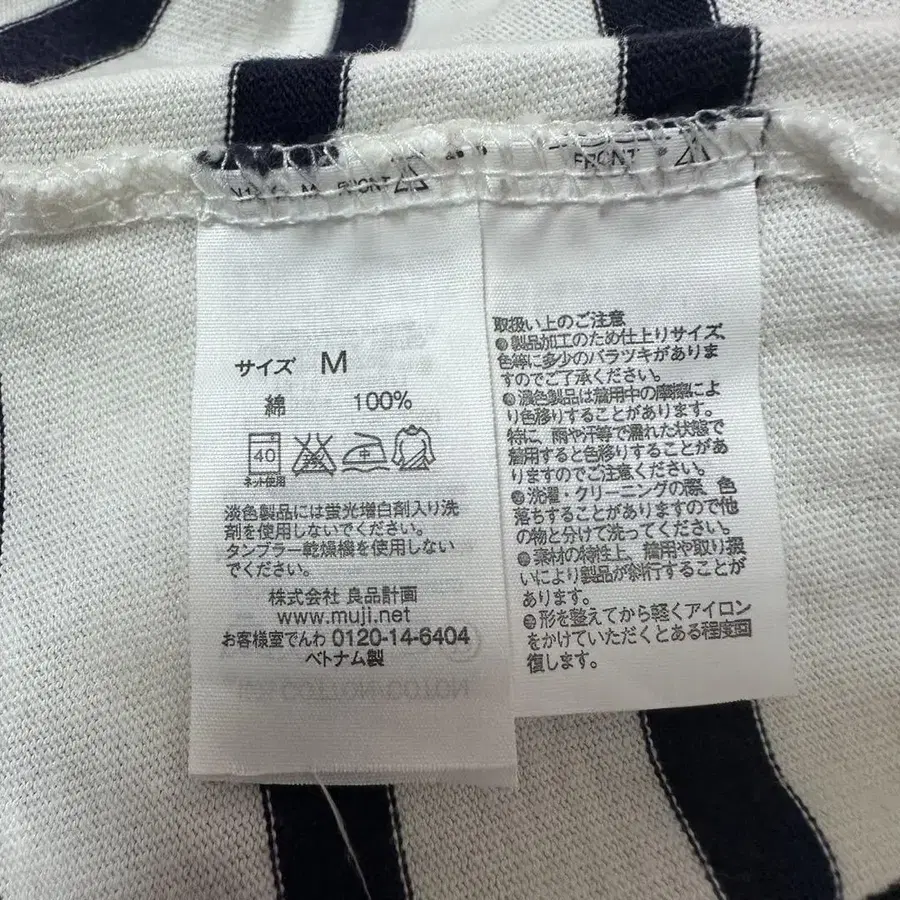 FRONT
M FRONT
サイズ M
綿 100%
40
ネット使用
淡色製品には蛍光増白剤入り洗
剤を使用しないでください。
タンブラー乾燥機を使用しない
でください。
株式会社 良品計画
www.muji.net
お客様室でんわ 0120-14-6404
ベトナム製
取扱い上のご注意
●製品加工のため仕上りサイズ、
色等に多少のバラツキがありま
すのでご了承ください。
●濃色製品は着用中の摩擦によ
り色移りすることがあります。
特に、雨や汗等で濡れた状態で
着用すると色移りすることがあ
りますのでご注意ください。
●洗濯・クリーニングの際、色
落ちすることがありますので他
の物と分けて洗ってください。
●素材の特性上、着用や取り扱
いにより製品が斜行することが
あります。
●形を整えてから軽くアイロン
をかけていただくとある程度回
復します。